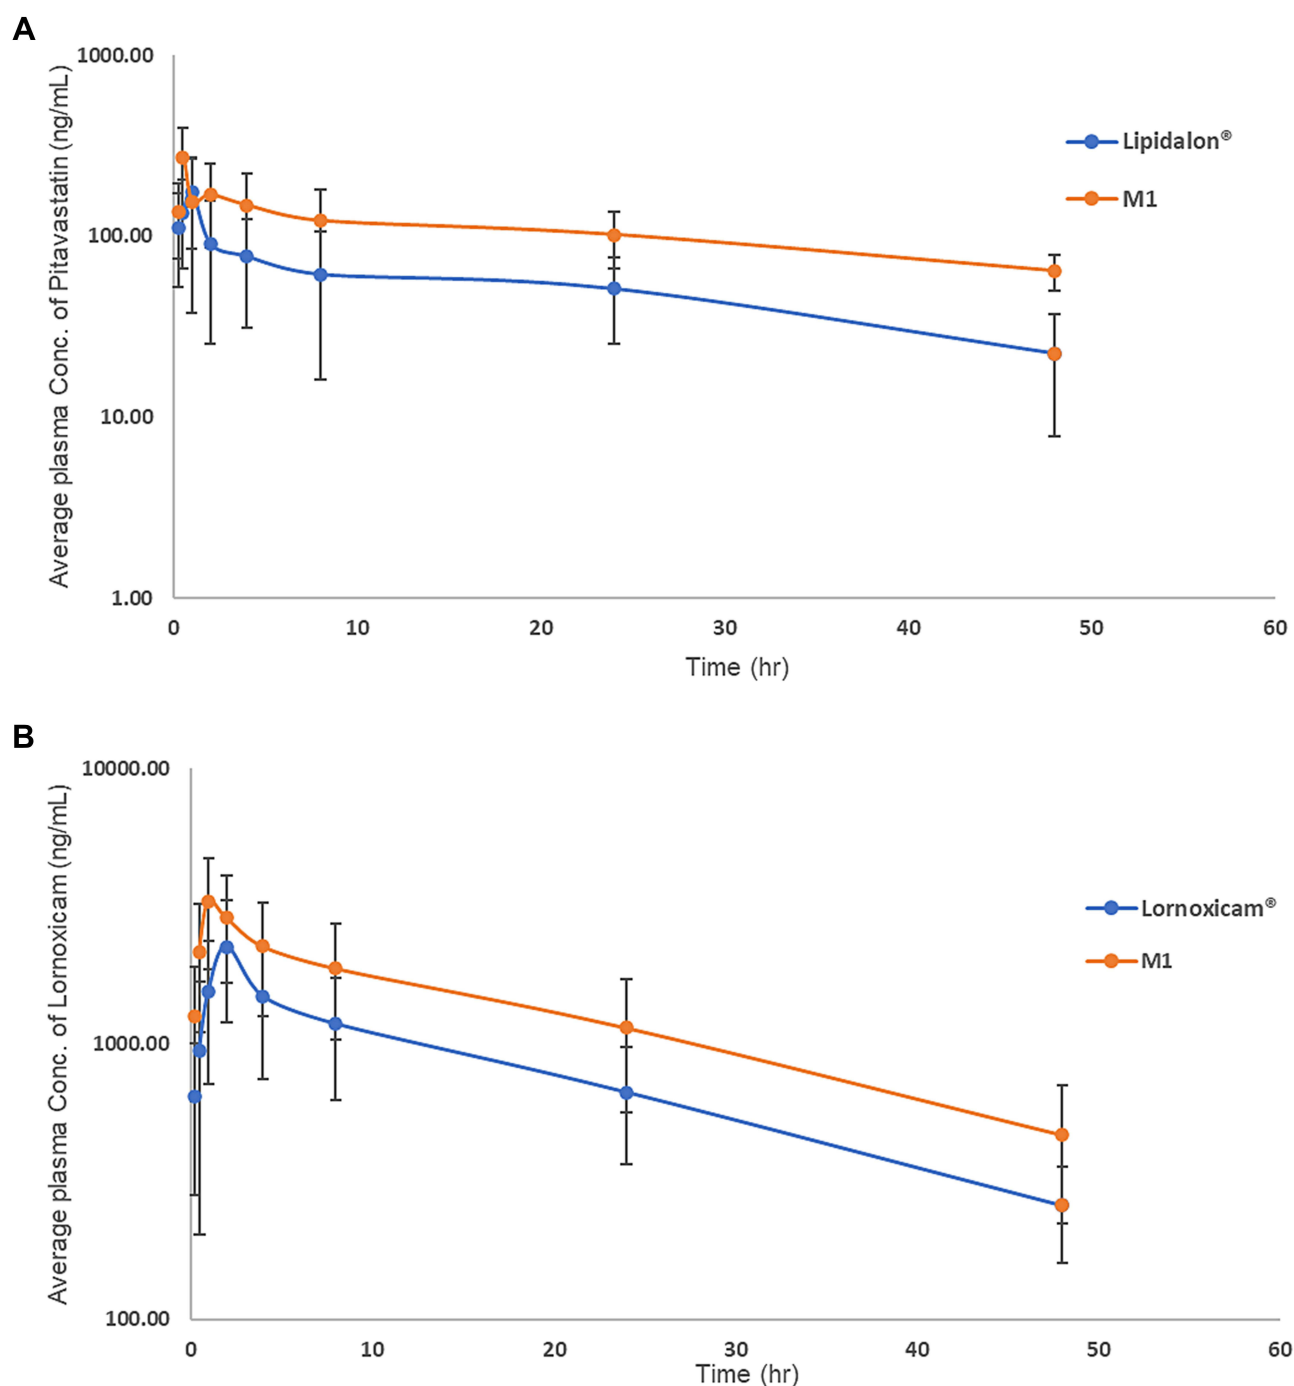 A
Average plasma Conc. of Pitavastatin (ng/mL)
1000.00
100.00
10.00
1.00
Lipidalon®
M1
0 10 20 30 40 50 60
Time (hr)
B
Average plasma Conc. of Lornoxicam (ng/mL)
10000.00
1000.00
100.00
Lornoxicam®
M1
0 10 20 30 40 50 60
Time (hr)